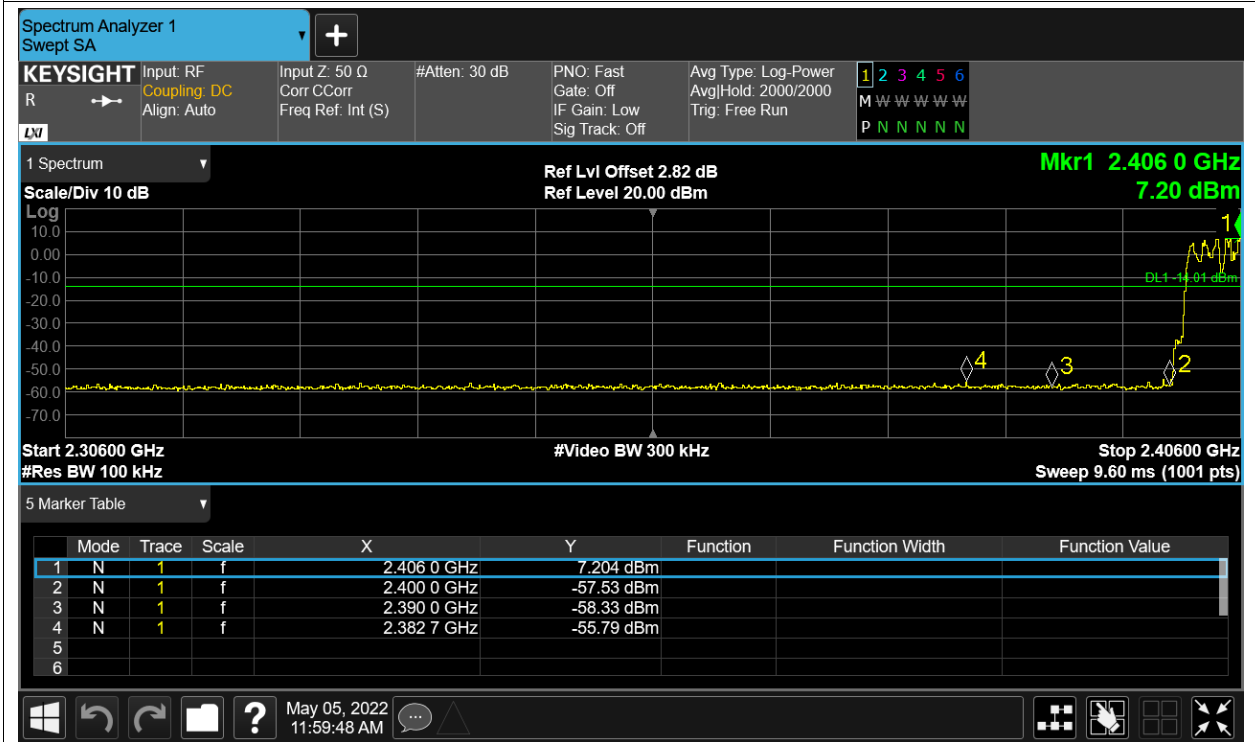 Spectrum Analyzer 1
Swept SA
KEYSIGHT Input: RF Input Z: 50 Ω #Atten: 30 dB PNO: Fast Avg Type: Log-Power 1 2 3 4 5 6
R Coupling: DC Corr CCorr Gate: Off Avg|Hold: 2000/2000 M W W W W W W
Align: Auto Freq Ref: Int (S) IF Gain: Low Trig: Free Run
LXI Sig Track: Off P N N N N N N
1 Spectrum Ref Lvl Offset 2.82 dB Mkr1 2.406 0 GHz
Scale/Div 10 dB Ref Level 20.00 dBm 7.20 dBm
Log
1
10.0
0.00
-10.0 DL1 -14.01 dBm
-20.0
-30.0
-40.0
4 3 2
-50.0
-60.0
-70.0
Start 2.30600 GHz #Video BW 300 kHz Stop 2.40600 GHz
#Res BW 100 kHz Sweep 9.60 ms (1001 pts)
5 Marker Table
Mode Trace Scale X Y Function Function Width Function Value
1 N 1 f 2.406 0 GHz 7.204 dBm
2 N 1 f 2.400 0 GHz -57.53 dBm
3 N 1 f 2.390 0 GHz -58.33 dBm
4 N 1 f 2.382 7 GHz -55.79 dBm
5
6
? May 05, 2022
11:59:48 AM